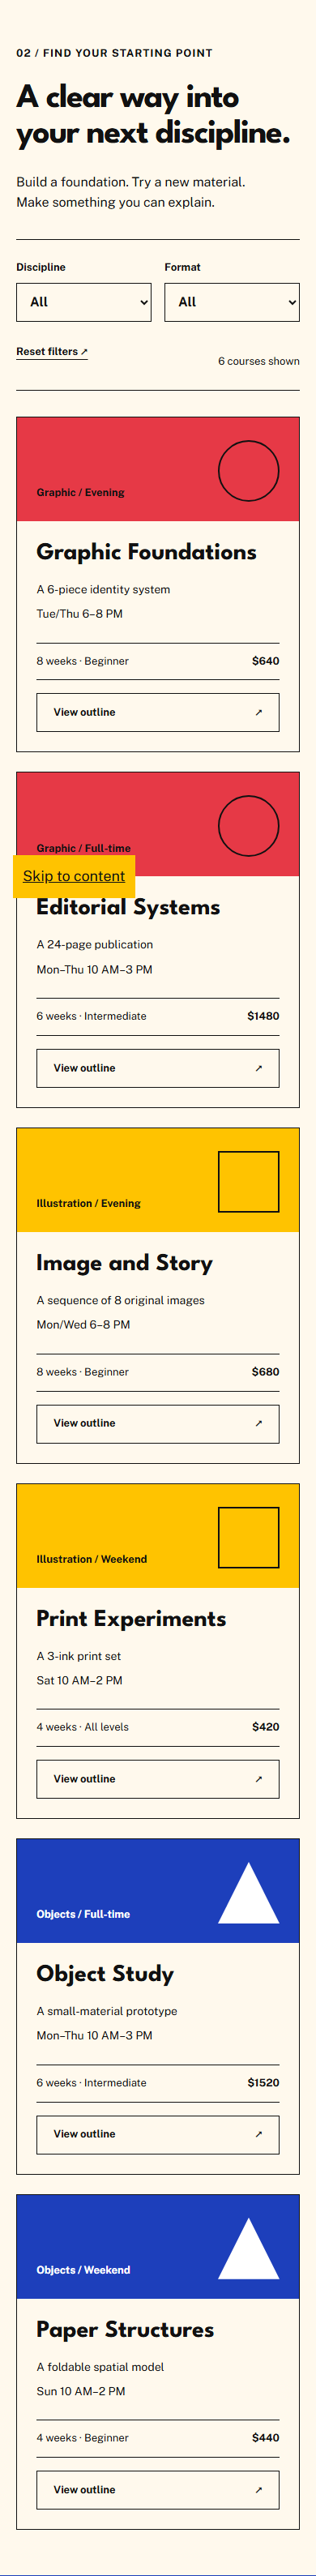 02 / FIND YOUR STARTING POINT
A clear way into
your next discipline.
Build a foundation. Try a new material.
Make something you can explain.
Discipline
Format
All
All
Reset filters ↗
6 courses shown
Graphic / Evening
Graphic Foundations
A 6-piece identity system
Tue/Thu 6–8 PM
8 weeks · Beginner
$640
View outline ↗
Graphic / Full-time
Skip to content
Editorial Systems
A 24-page publication
Mon–Thu 10 AM–3 PM
6 weeks · Intermediate
$1480
View outline ↗
Illustration / Evening
Image and Story
A sequence of 8 original images
Mon/Wed 6–8 PM
8 weeks · Beginner
$680
View outline ↗
Illustration / Weekend
Print Experiments
A 3-ink print set
Sat 10 AM–2 PM
4 weeks · All levels
$420
View outline ↗
Objects / Full-time
Object Study
A small-material prototype
Mon–Thu 10 AM–3 PM
6 weeks · Intermediate
$1520
View outline ↗
Objects / Weekend
Paper Structures
A foldable spatial model
Sun 10 AM–2 PM
4 weeks · Beginner
$440
View outline ↗